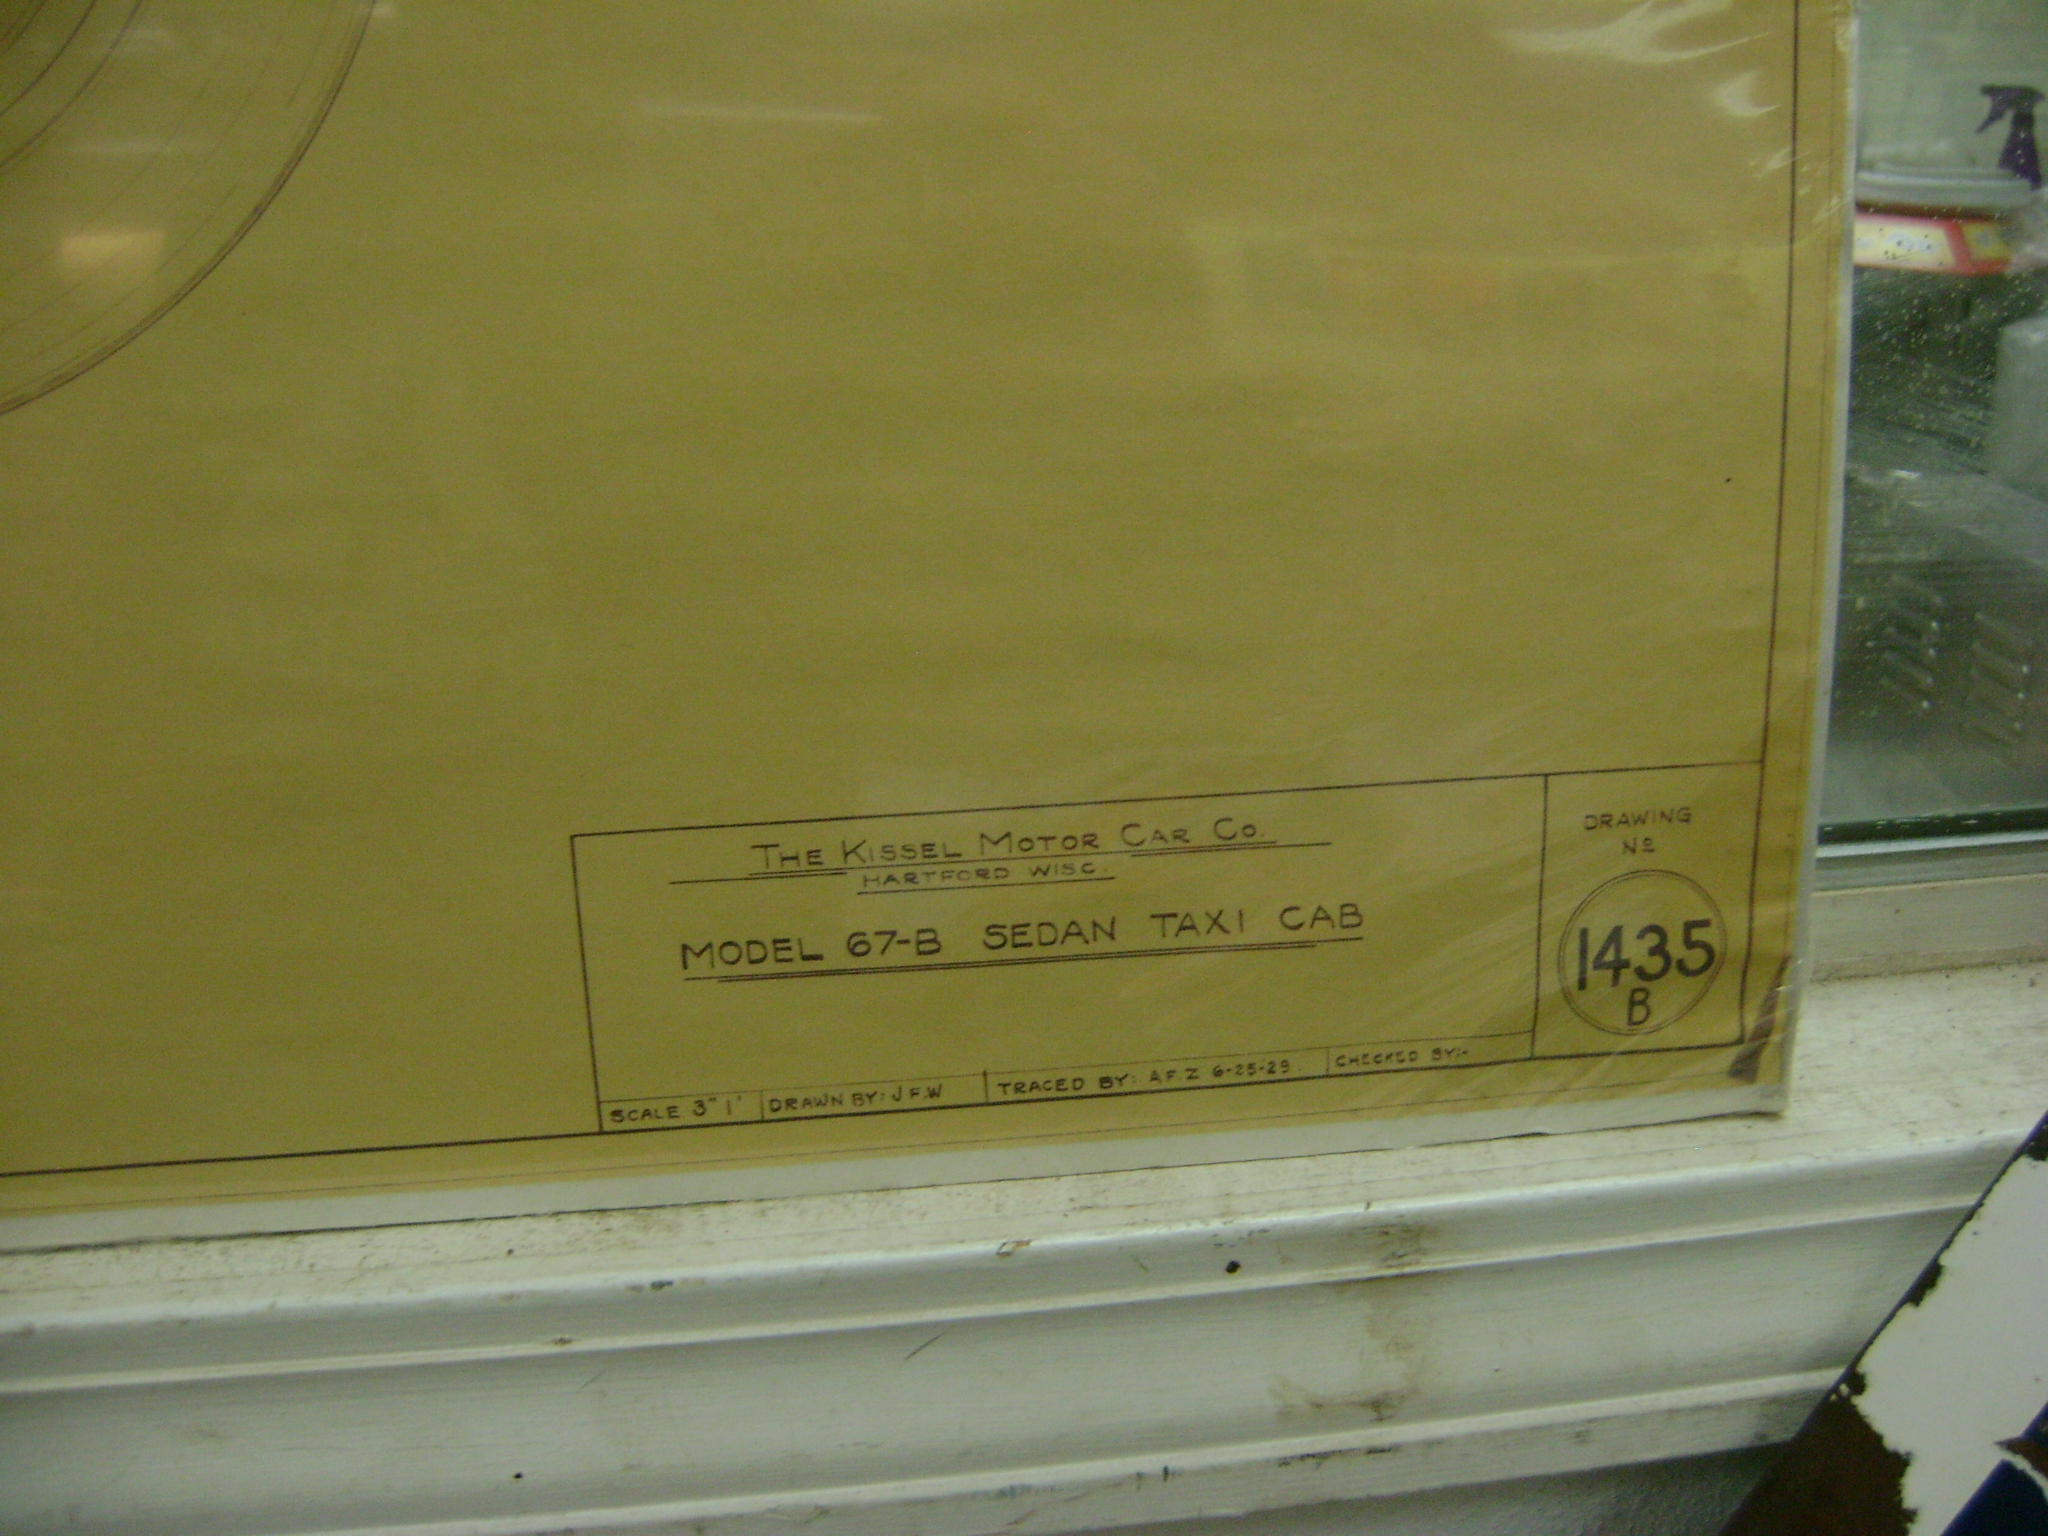 THE KISSEL MOTOR CAR CO.
HARTFORD WISC.
MODEL 67-B SEDAN TAXI CAB
SCALE 3" 1' DRAWN BY: J F.W TRACED BY: A.F.Z 6-25-29. CHECKED BY:-
DRAWING
Nº
1435
B